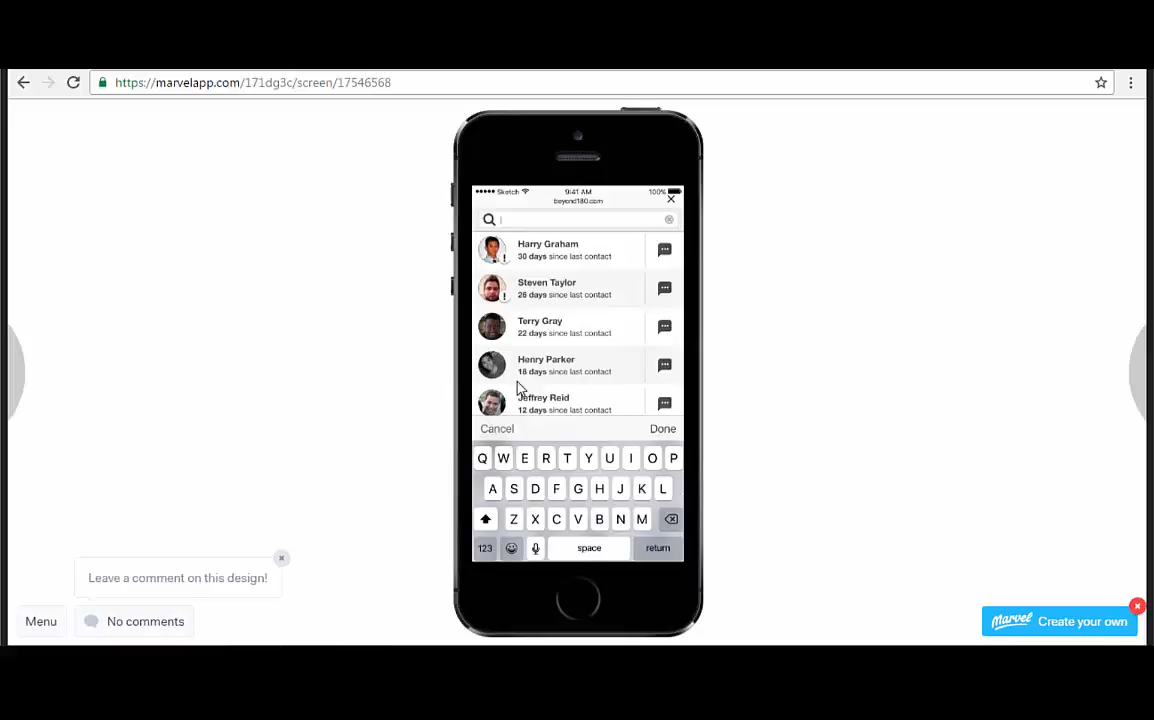 https://marvelapp.com/171dg3c/screen/17546568
Sketch 9:41 AM 100%
beyond180.com
Harry Graham
30 days since last contact
Steven Taylor
26 days since last contact
Terry Gray
22 days since last contact
Henry Parker
18 days since last contact
Jeffrey Reid
12 days since last contact
Cancel Done
Q W E R T Y U I O P
A S D F G H J K L
Z X C V B N M
123 space return
Leave a comment on this design!
Menu No comments
Marvel Create your own